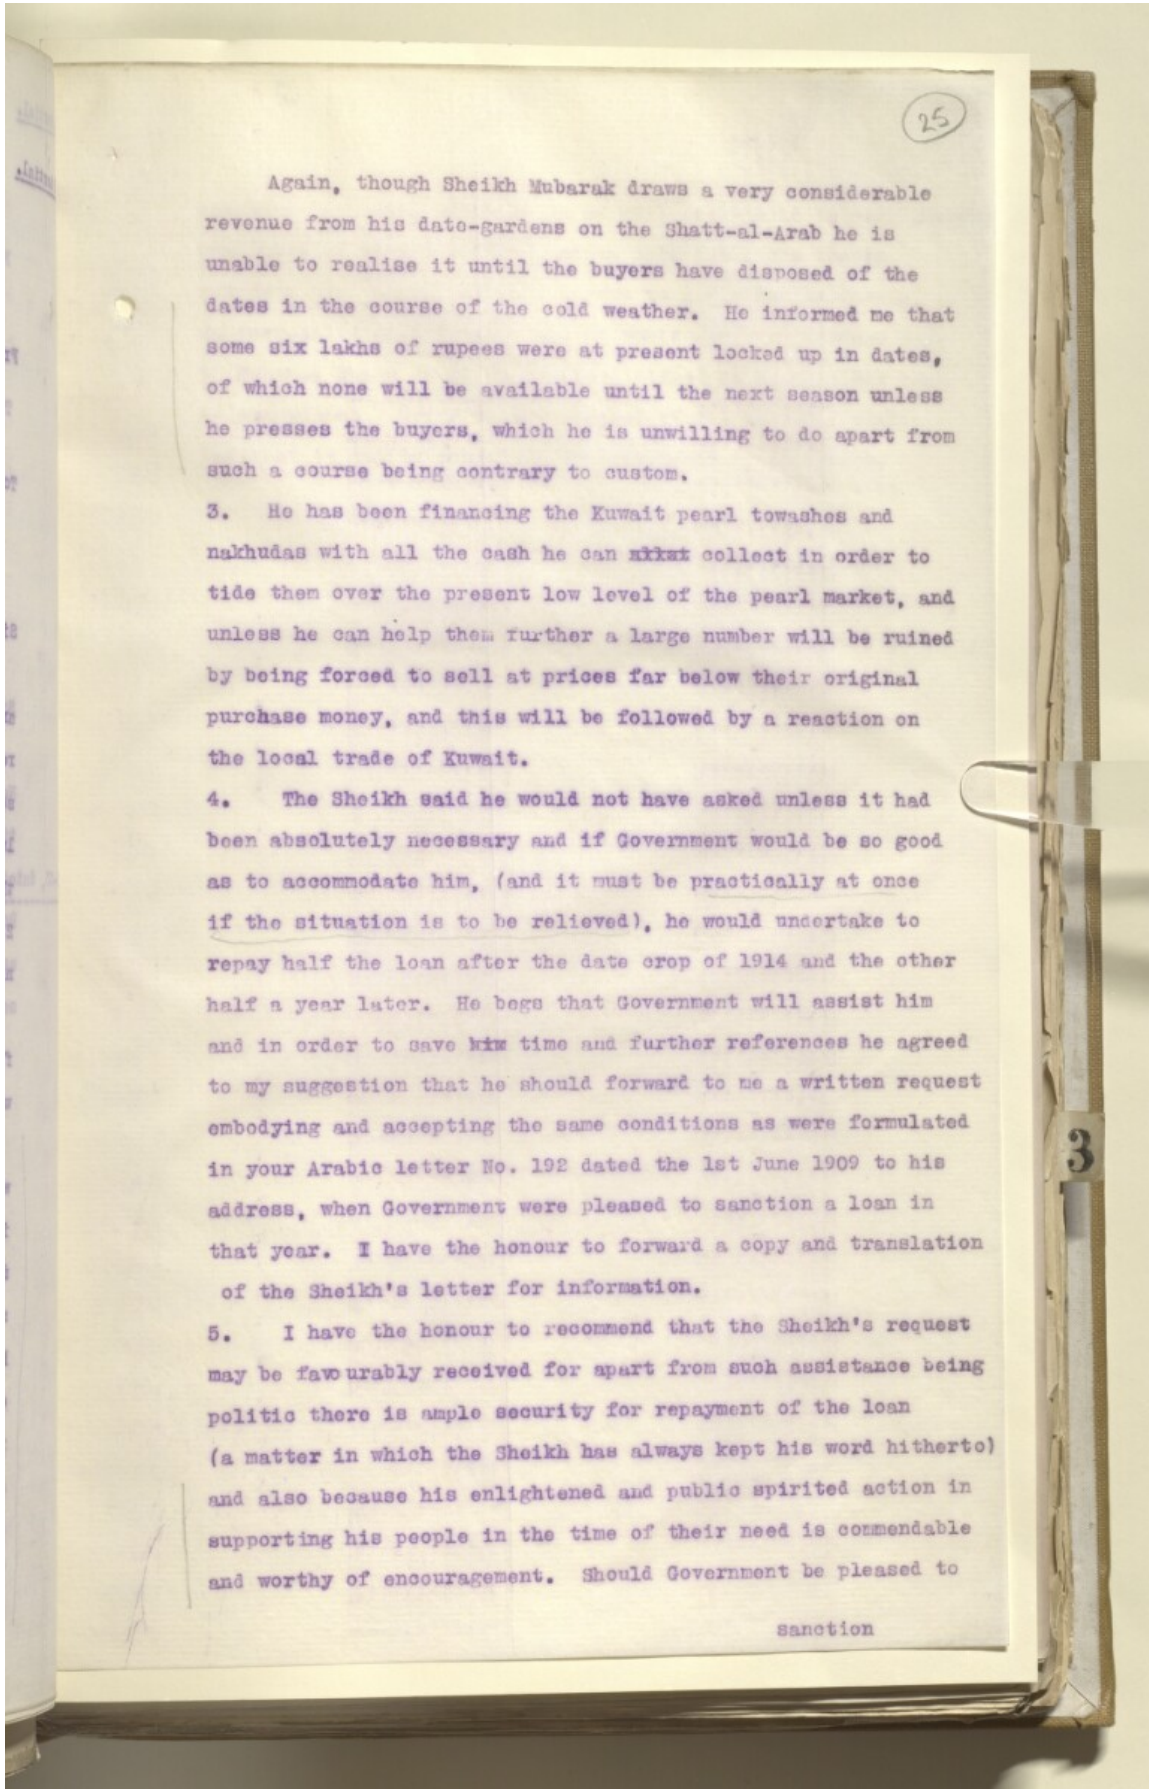 25
Again, though Sheikh Mubarak draws a very considerable
revenue from his date-gardens on the Shatt-al-Arab he is
unable to realise it until the buyers have disposed of the
dates in the course of the cold weather. He informed me that
some six lakhs of rupees were at present locked up in dates,
of which none will be available until the next season unless
he presses the buyers, which he is unwilling to do apart from
such a course being contrary to custom.
3. He has been financing the Kuwait pearl towashes and
nakhudas with all the cash he can collect in order to
tide them over the present low level of the pearl market, and
unless he can help them further a large number will be ruined
by being forced to sell at prices far below their original
purchase money, and this will be followed by a reaction on
the local trade of Kuwait.
4. The Sheikh said he would not have asked unless it had
been absolutely necessary and if Government would be so good
as to accommodate him, (and it must be practically at once
if the situation is to be relieved), he would undertake to
repay half the loan after the date crop of 1914 and the other
half a year later. He begs that Government will assist him
and in order to save time and further references he agreed
to my suggestion that he should forward to me a written request
embodying and accepting the same conditions as were formulated
in your Arabic letter No. 192 dated the 1st June 1909 to his
address, when Government were pleased to sanction a loan in
that year. I have the honour to forward a copy and translation
of the Sheikh's letter for information.
5. I have the honour to recommend that the Sheikh's request
may be favourably received for apart from such assistance being
politic there is ample security for repayment of the loan
(a matter in which the Sheikh has always kept his word hitherto)
and also because his enlightened and public spirited action in
supporting his people in the time of their need is commendable
and worthy of encouragement. Should Government be pleased to
sanction
3